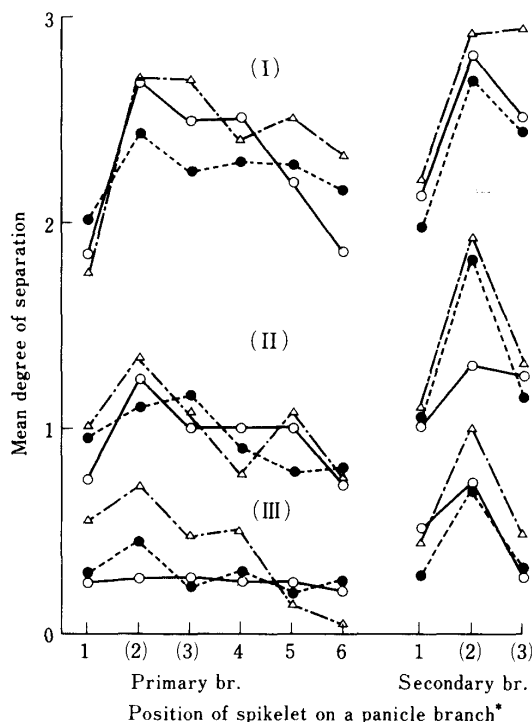 3
(I)
2
Mean degree of separation
(II)
1
(III)
0
1 (2) (3) 4 5 6 1 (2) (3)
Primary br. Secondary br.
Position of spikelet on a panicle branch*